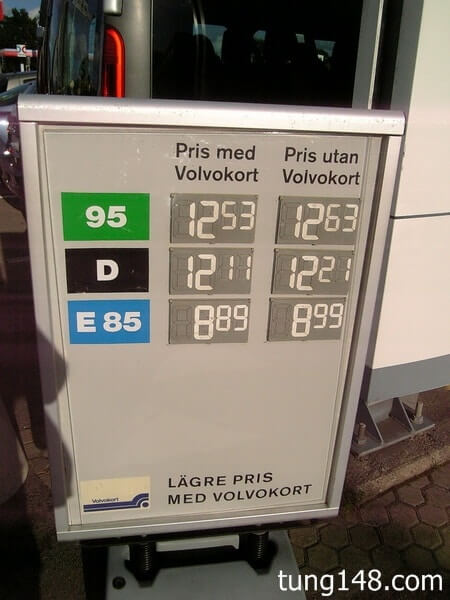 Pris med Volvokort
Pris utan Volvokort
95 12 53 12 63
D 12 11 12 21
E 85 8 89 8 99
Volvokort
LÄGRE PRIS
MED VOLVOKORT
tung148.com